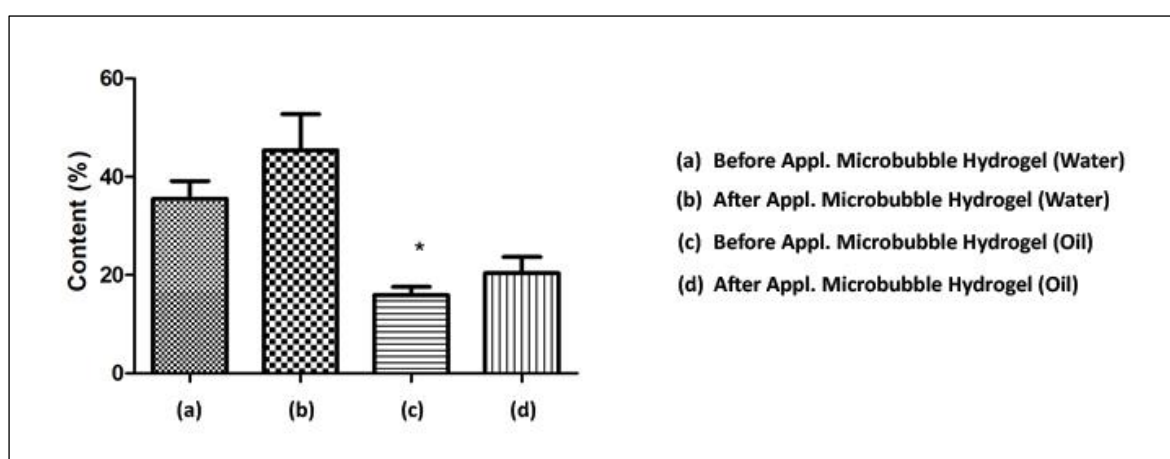 60
40
20
0
Content (%)
*
(a) (b) (c) (d)
(a) Before Appl. Microbubble Hydrogel (Water)
(b) After Appl. Microbubble Hydrogel (Water)
(c) Before Appl. Microbubble Hydrogel (Oil)
(d) After Appl. Microbubble Hydrogel (Oil)